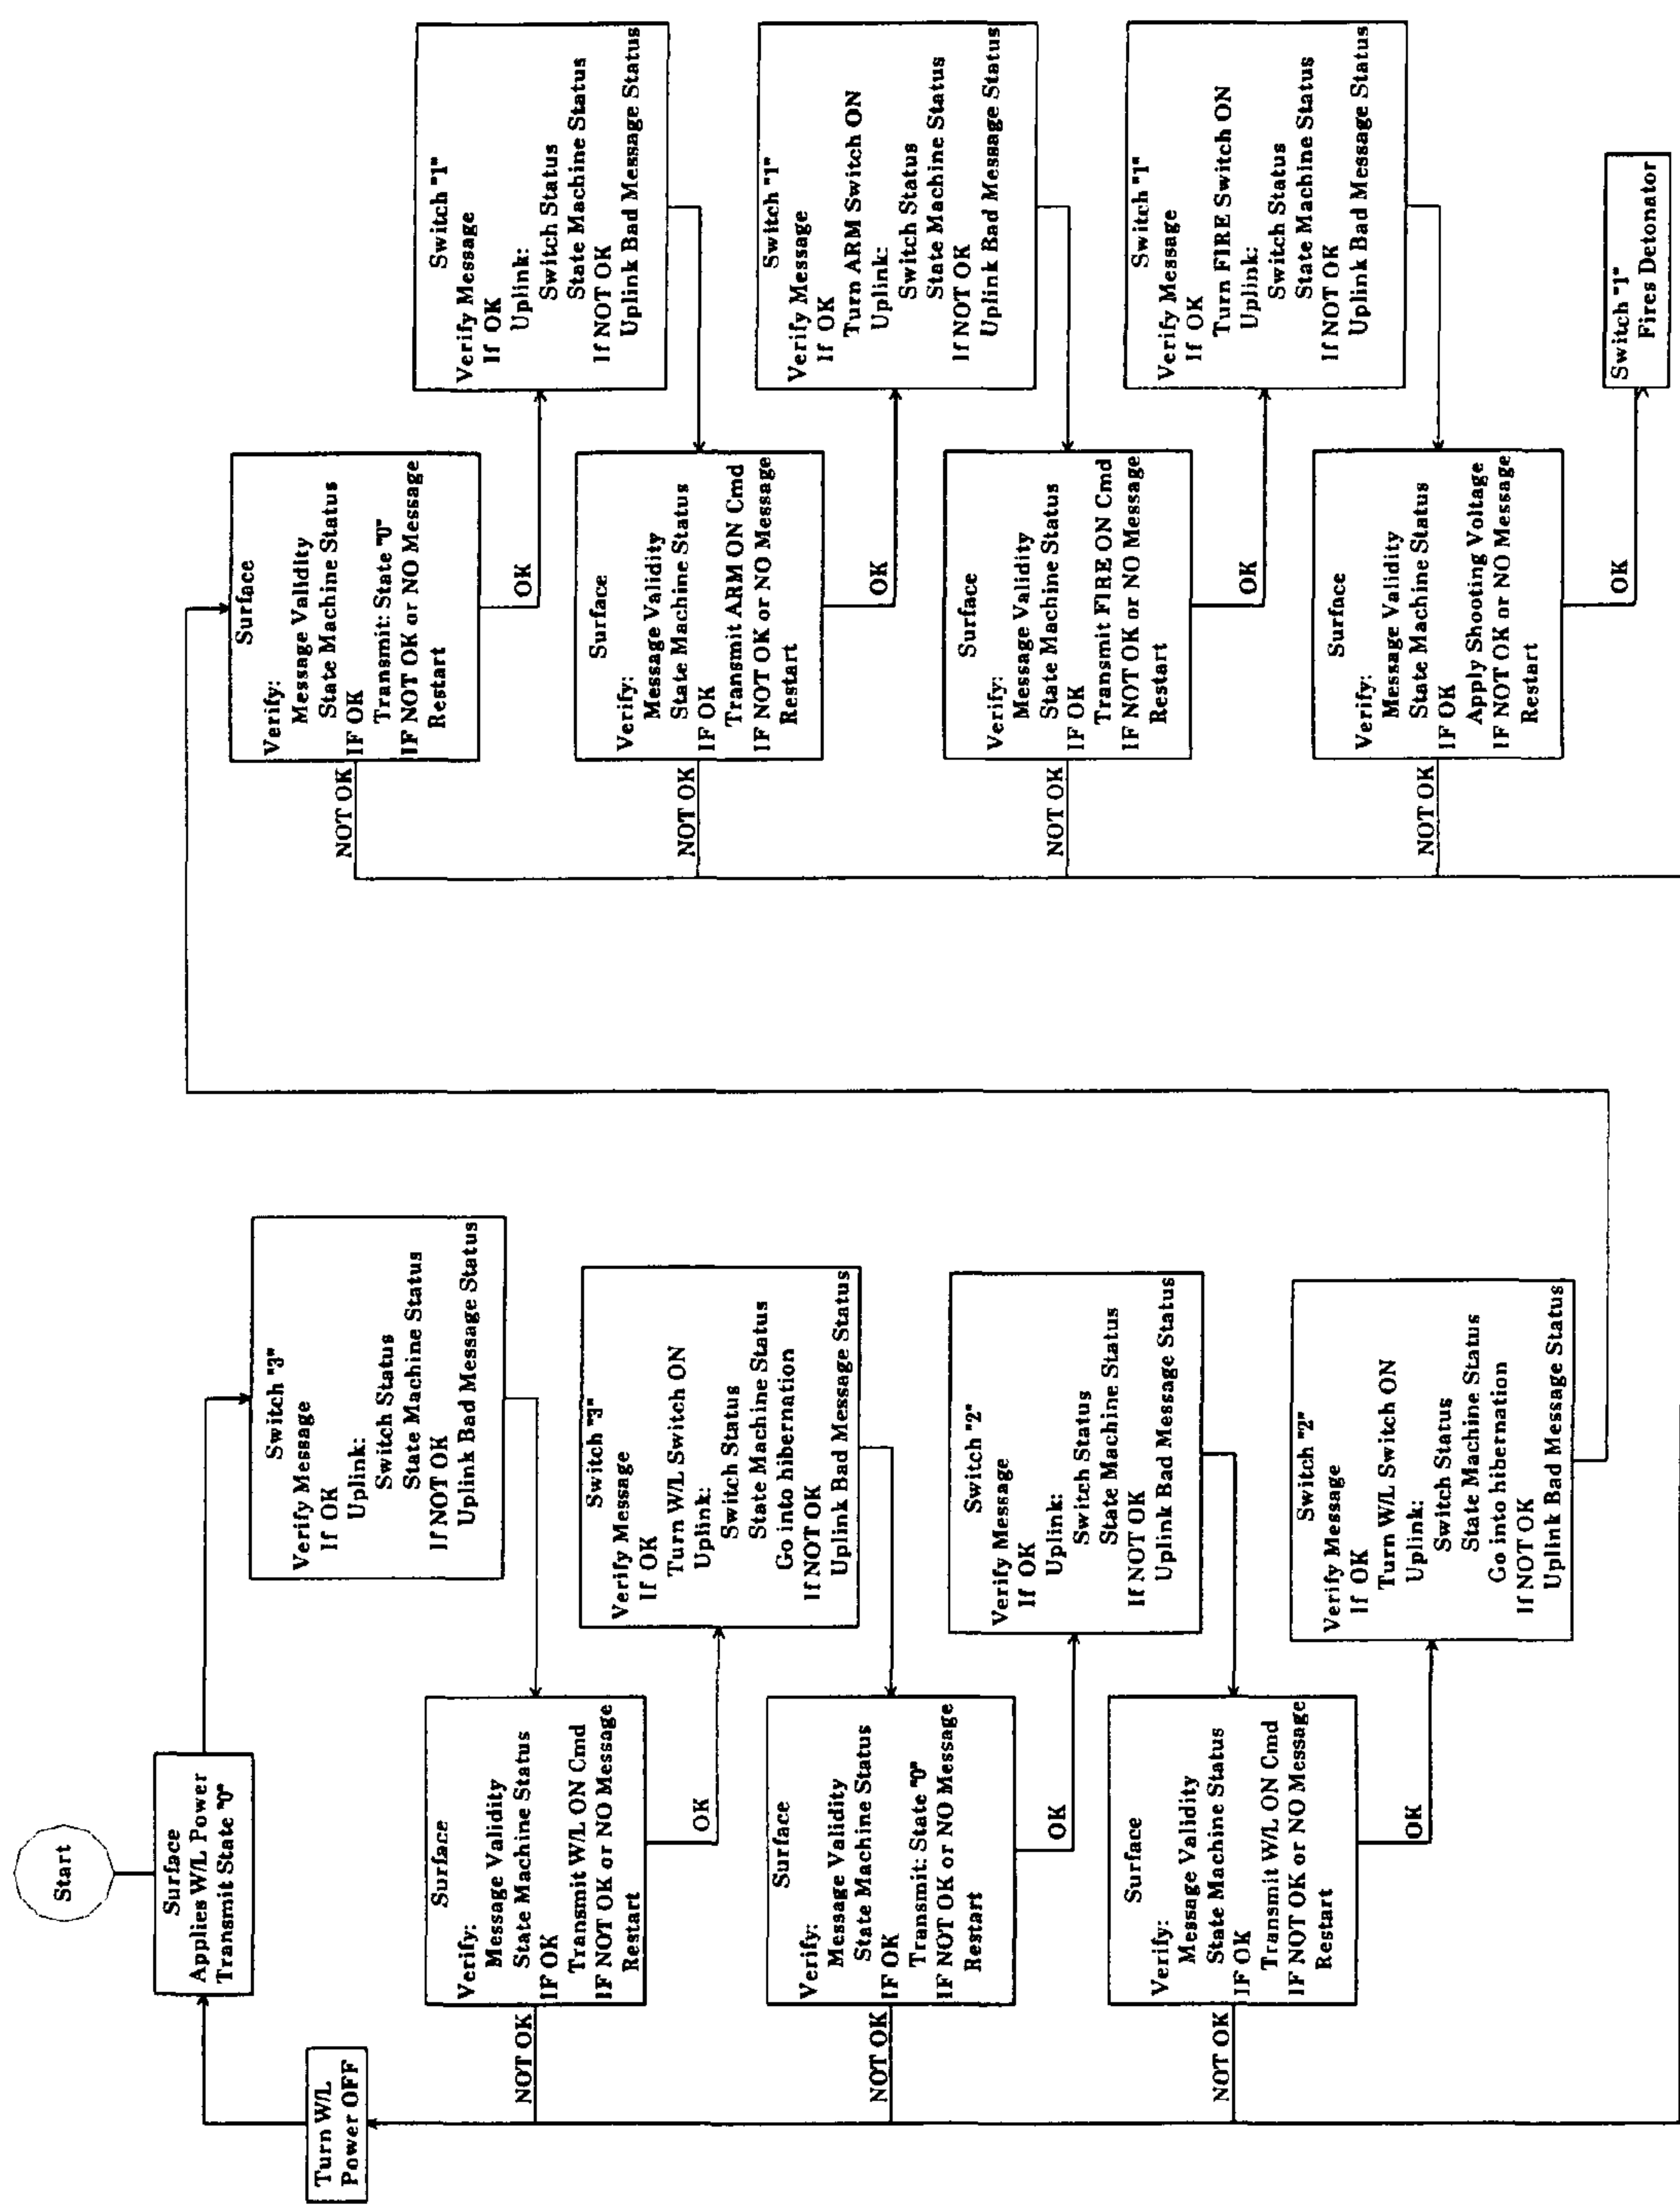 Start
Surface
Applies W/L Power
Transmit State "0"
Turn W/L
Power OFF
Switch "3"
Verify Message
If OK
Uplink:
Switch Status
State Machine Status
If NOT OK
Uplink Bad Message Status
Surface
Verify:
Message Validity
State Machine Status
IF OK
Transmit W/L ON Cmd
IF NOT OK or NO Message
Restart
NOT OK
OK
Switch "3"
Verify Message
If OK
Turn W/L Switch ON
Uplink:
Switch Status
State Machine Status
Go into hibernation
If NOT OK
Uplink Bad Message Status
Surface
Verify:
Message Validity
State Machine Status
IF OK
Transmit: State "0"
IF NOT OK or NO Message
Restart
NOT OK
OK
Switch "2"
Verify Message
If OK
Uplink:
Switch Status
State Machine Status
If NOT OK
Uplink Bad Message Status
Surface
Verify:
Message Validity
State Machine Status
IF OK
Transmit W/L ON Cmd
IF NOT OK or NO Message
Restart
NOT OK
OK
Switch "2"
Verify Message
If OK
Turn W/L Switch ON
Uplink:
Switch Status
State Machine Status
Go into hibernation
If NOT OK
Uplink Bad Message Status
Surface
Verify:
Message Validity
State Machine Status
IF OK
Transmit: State "0"
IF NOT OK or NO Message
Restart
NOT OK
OK
Switch "1"
Verify Message
If OK
Uplink:
Switch Status
State Machine Status
If NOT OK
Uplink Bad Message Status
Surface
Verify:
Message Validity
State Machine Status
IF OK
Transmit ARM ON Cmd
IF NOT OK or NO Message
Restart
NOT OK
OK
Switch "1"
Verify Message
If OK
Turn ARM Switch ON
Uplink:
Switch Status
State Machine Status
If NOT OK
Uplink Bad Message Status
Surface
Verify:
Message Validity
State Machine Status
IF OK
Transmit FIRE ON Cmd
IF NOT OK or NO Message
Restart
NOT OK
OK
Switch "1"
Verify Message
If OK
Turn FIRE Switch ON
Uplink:
Switch Status
State Machine Status
If NOT OK
Uplink Bad Message Status
Surface
Verify:
Message Validity
State Machine Status
IF OK
Apply Shooting Voltage
IF NOT OK or NO Message
Restart
NOT OK
OK
Switch "1"
Fires Detonator